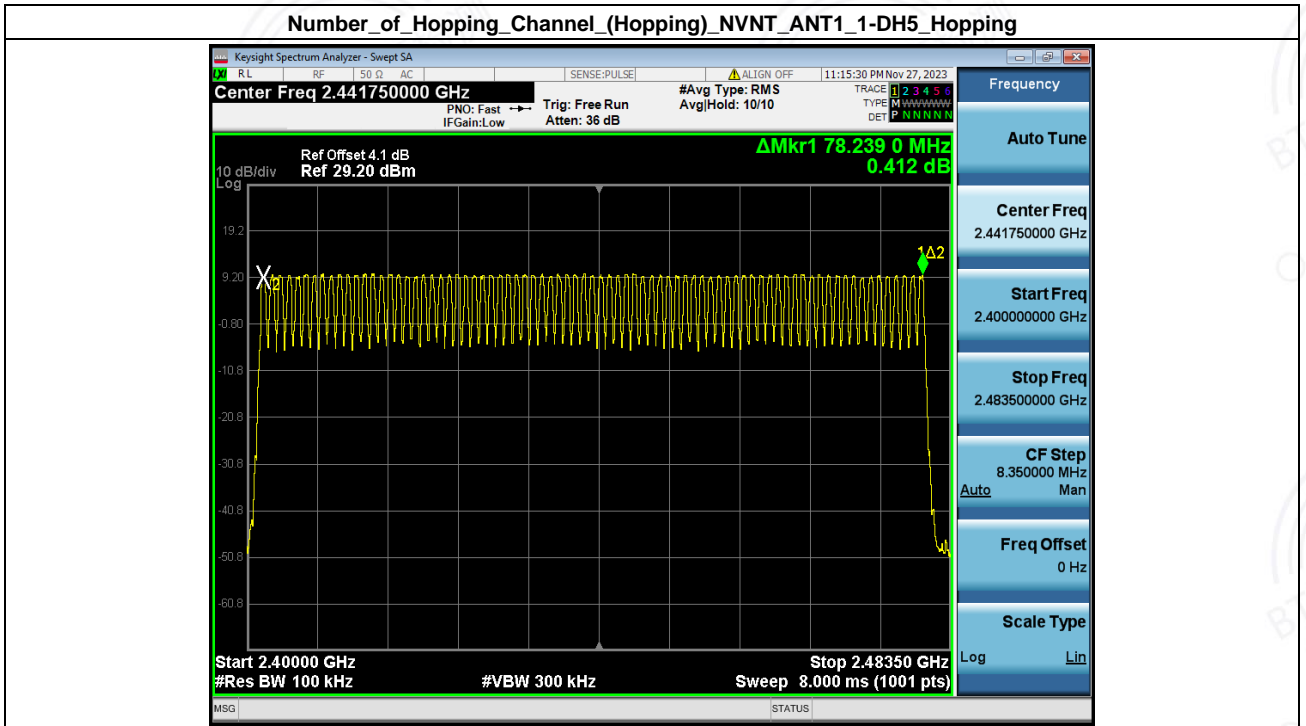 Number_of_Hopping_Channel_(Hopping)_NVNT_ANT1_1-DH5_Hopping
Keysight Spectrum Analyzer - Swept SA
LXI RL RF 50 Ω AC SENSE:PULSE ALIGN OFF 11:15:30 PM Nov 27, 2023
Center Freq 2.441750000 GHz
PNO: Fast
IFGain:Low
Trig: Free Run
Atten: 36 dB
#Avg Type: RMS
Avg|Hold: 10/10
TRACE 1 2 3 4 5 6
TYPE M WWWWW
DET P N N N N N
ΔMkr1 78.239 0 MHz
0.412 dB
Ref Offset 4.1 dB
10 dB/div Ref 29.20 dBm
Log
19.2
9.20
-0.80
-10.8
-20.8
-30.8
-40.8
-50.8
-60.8
X2
1Δ2
Start 2.40000 GHz
Stop 2.48350 GHz
#Res BW 100 kHz
#VBW 300 kHz
Sweep 8.000 ms (1001 pts)
MSG
STATUS
Frequency
Auto Tune
Center Freq
2.441750000 GHz
Start Freq
2.400000000 GHz
Stop Freq
2.483500000 GHz
CF Step
8.350000 MHz
Auto Man
Freq Offset
0 Hz
Scale Type
Log Lin